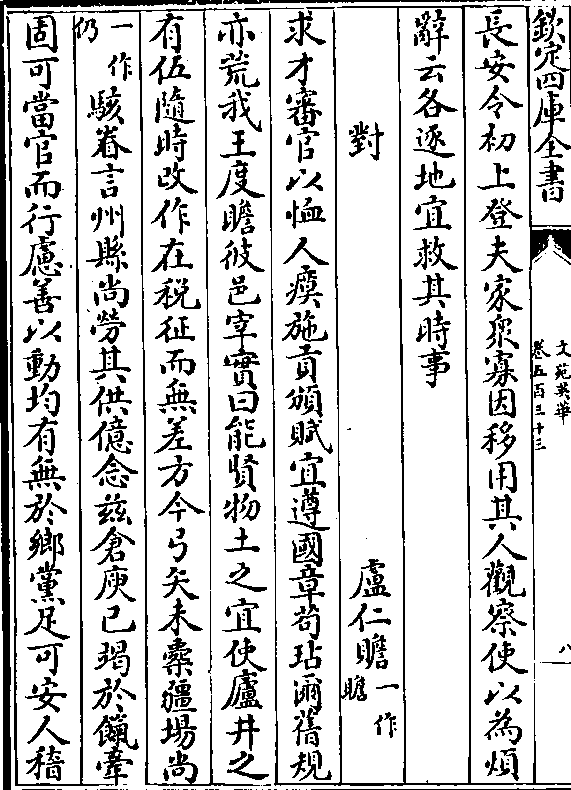 欽定四庫全書
文苑英華
卷五百三十三
八
長安令初上登夫家衆寡因移用其人觀察使以為煩
辭云各逐地宜救其時事
對
盧仁瞻一作瞻
求才審官以恤人瘼施貢頒賦宜遵國章苟玷爾舊規
亦荒我王度瞻彼邑宰實曰能賢物土之宜使廬井之
有伍隨時改作在稅征而無差方今弓矢未櫜疆場尚
一作仍駭眷言州縣尚勞其供億念兹倉庾已竭於餼牽
固可當官而行慮善以動均有無於鄉黨足可安人穡